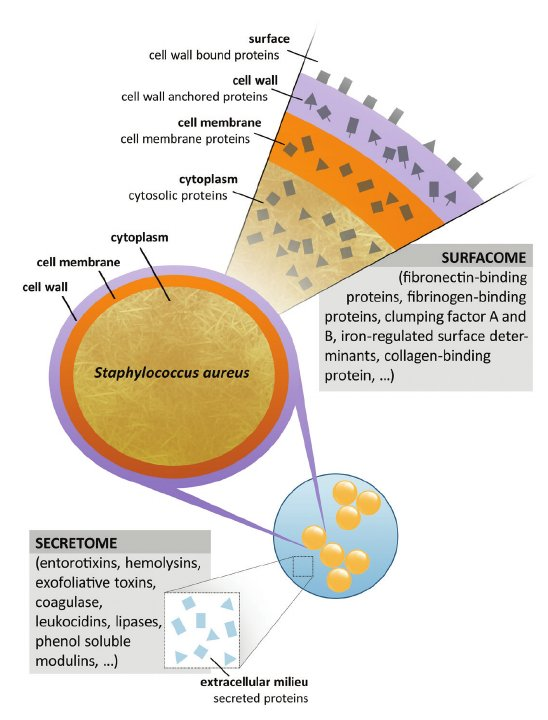 surface
cell wall bound proteins
cell wall
cell wall anchored proteins
cell membrane
cell membrane proteins
cytoplasm
cytosolic proteins
cytoplasm
cell membrane
cell wall
Staphylococcus aureus
SURFACOME
(fibronectin-binding
proteins, fibrinogen-binding
proteins, clumping factor A and
B, iron-regulated surface deter-
minants, collagen-binding
protein, ...)
SECRETOME
(entorotixins, hemolysins,
exofoliative toxins,
coagulase,
leukocidins, lipases,
phenol soluble
modulins, ...)
extracellular milieu
secreted proteins